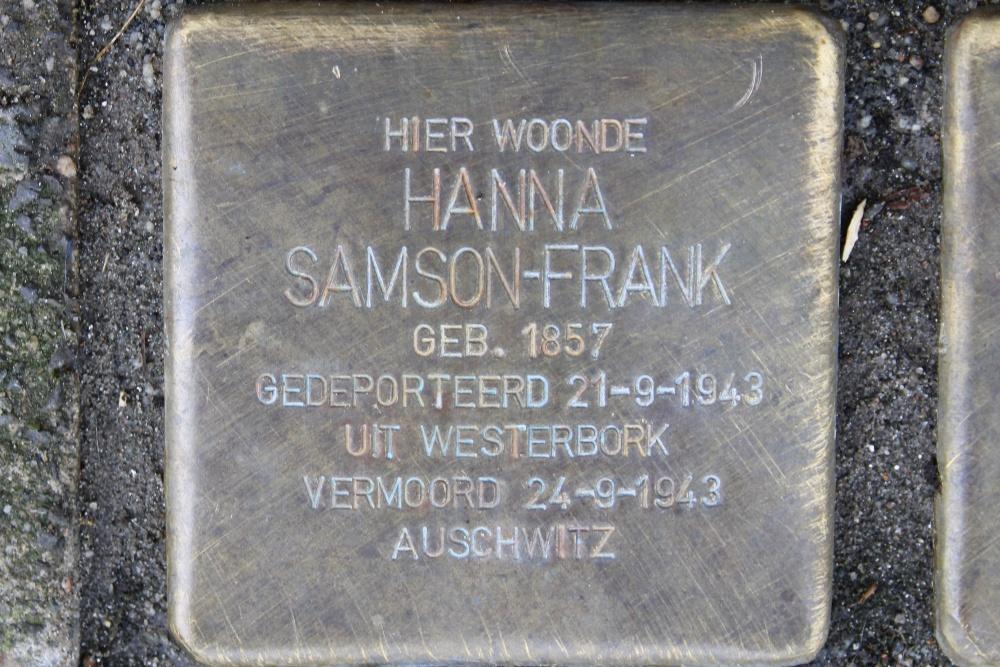 HIER WOONDE
HANNA
SAMSON-FRANK
GEB. 1857
GEDEPORTEERD 21-9-1943
UIT WESTERBORK
VERMOORD 24-9-1943
AUSCHWITZ